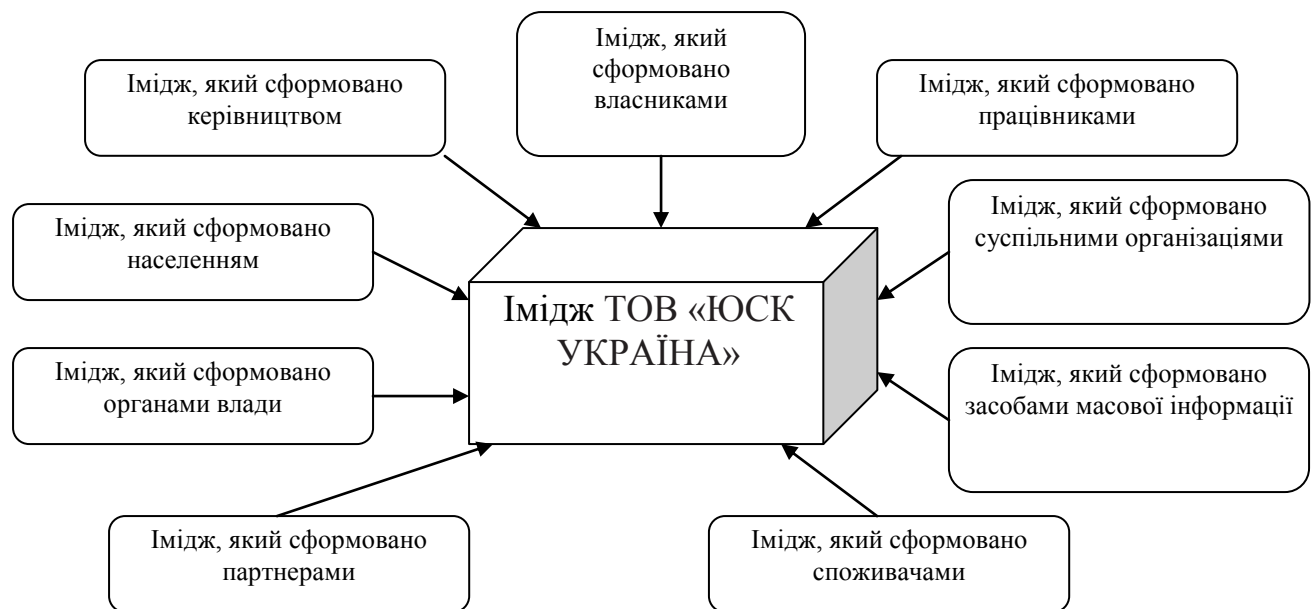 Імідж, який
сформовано
власниками
Імідж, який сформовано
керівництвом
Імідж, який сформовано
працівниками
Імідж, який сформовано
населенням
Імідж, який сформовано
суспільними організаціями
Імідж ТОВ «ЮСК
УКРАЇНА»
Імідж, який сформовано
органами влади
Імідж, який сформовано
засобами масової інформації
Імідж, який сформовано
партнерами
Імідж, який сформовано
споживачами